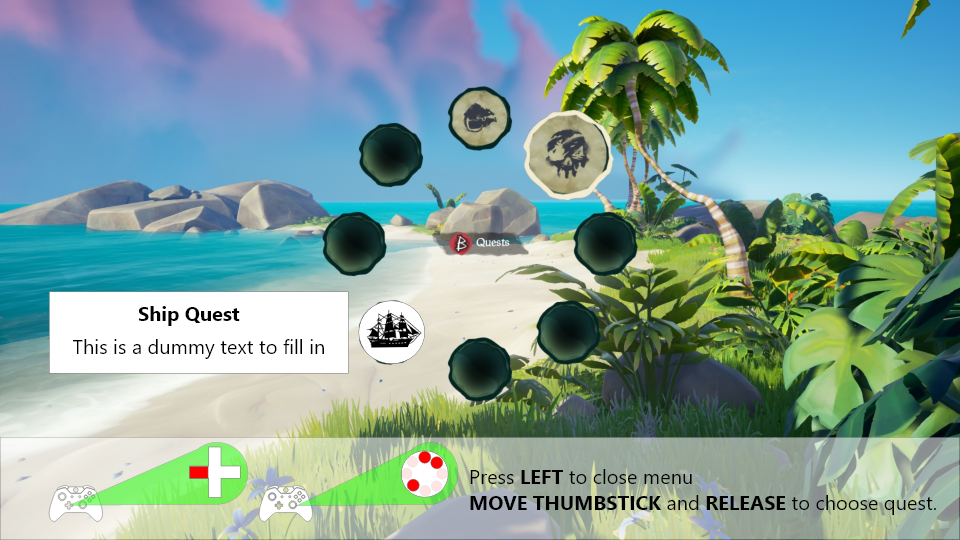 B Quests
Ship Quest
This is a dummy text to fill in
Press LEFT to close menu
MOVE THUMBSTICK and RELEASE to choose quest.